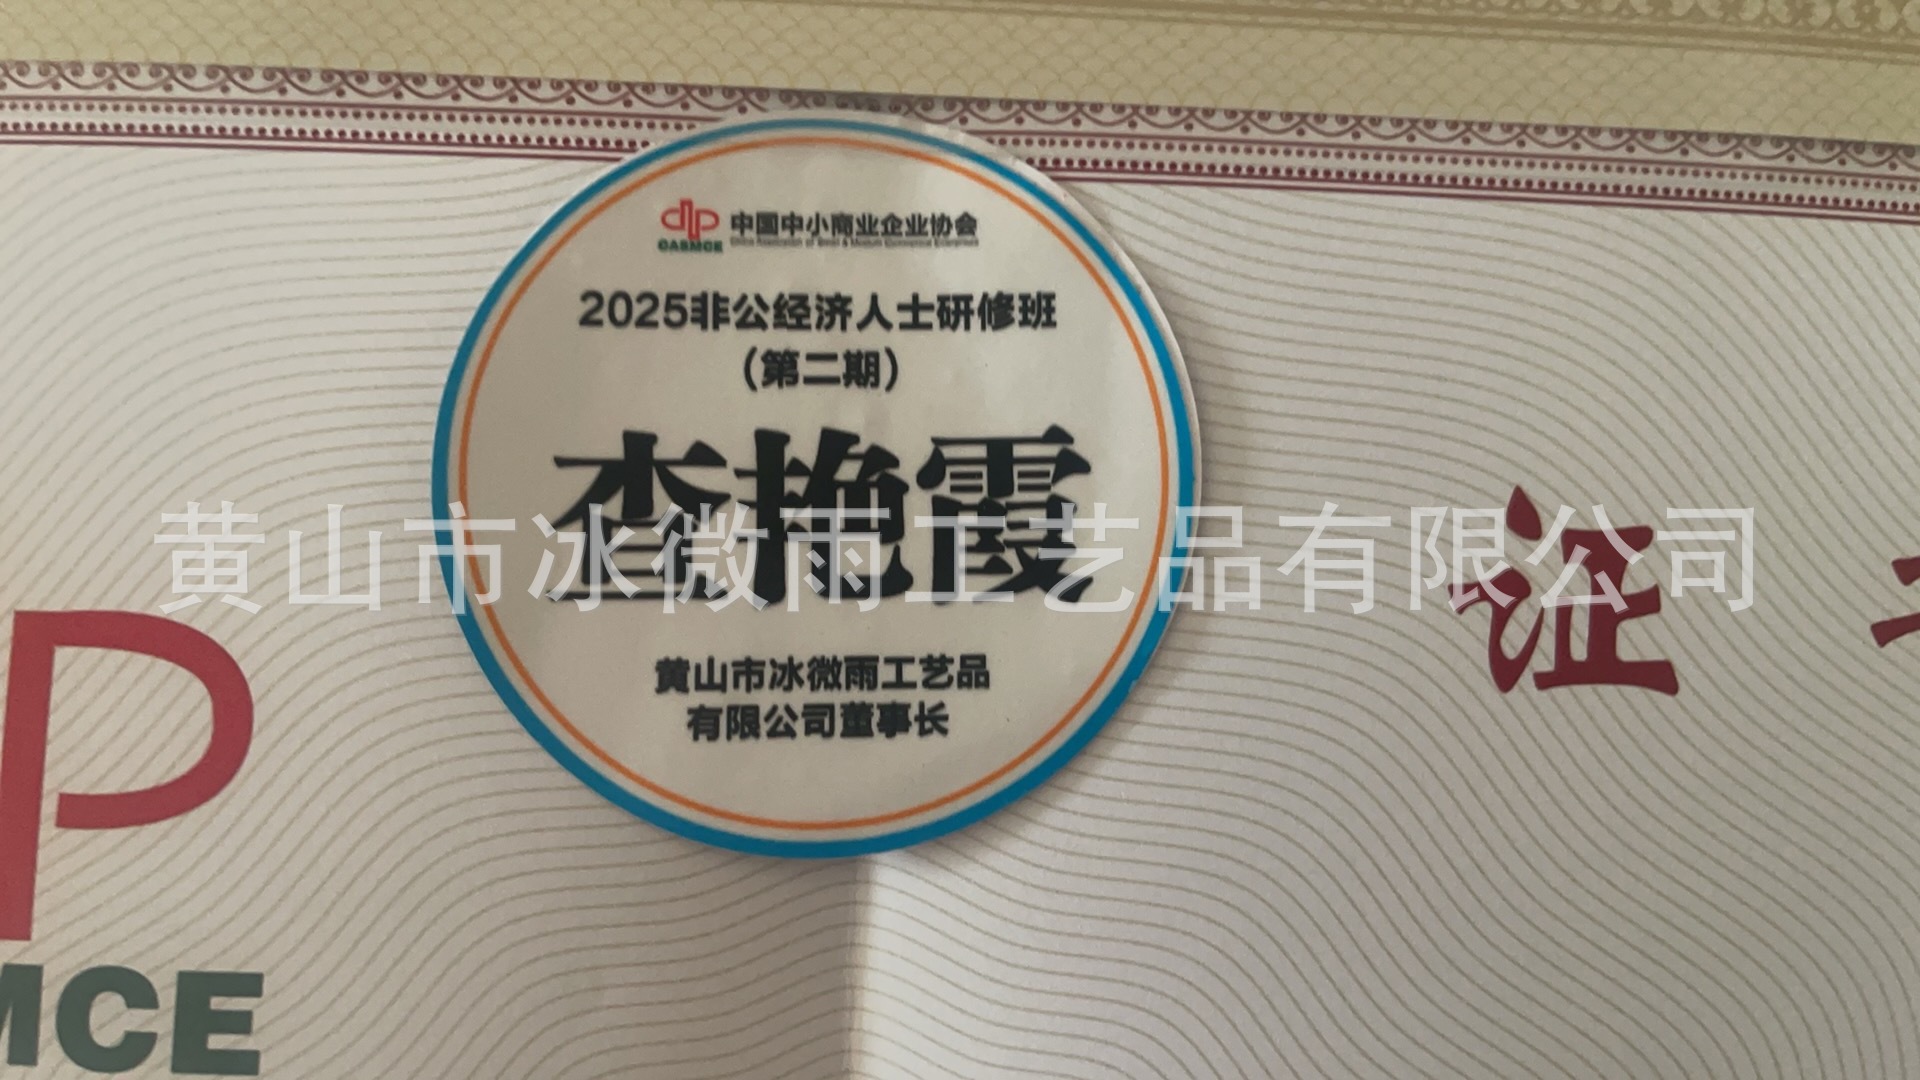 中国中小商业企业协会
CASMCE
2025非公经济人士研修班
(第二期)
查艳霞
黄山市冰微雨工艺品有限公司
黄山市冰微雨工艺品
有限公司董事长
证
P
MCE